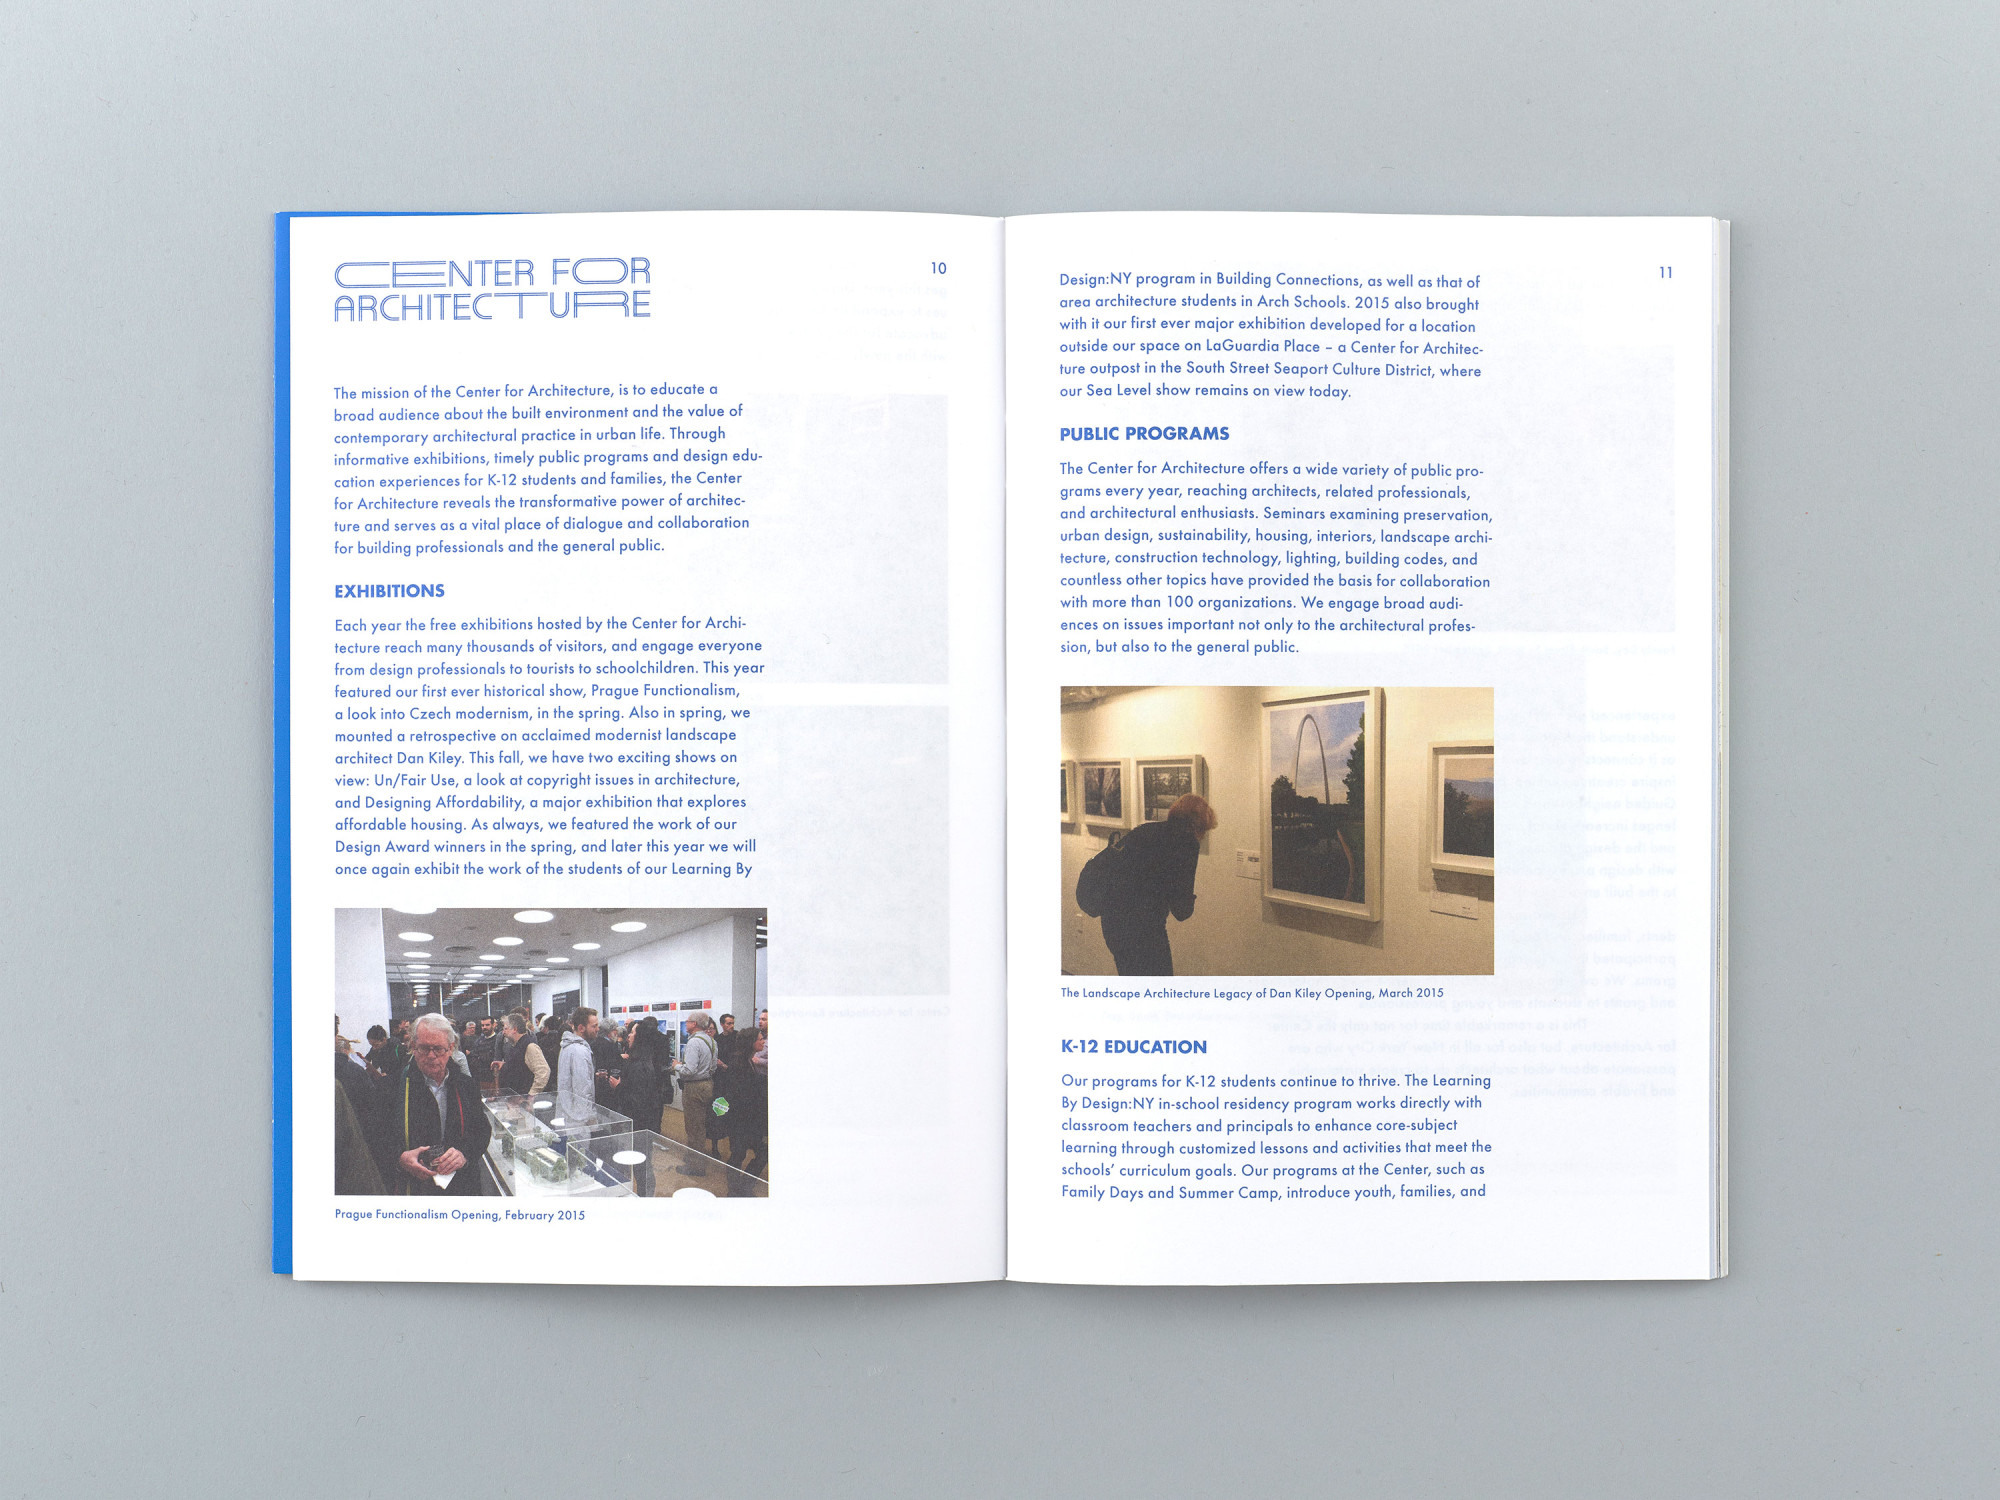 CENTER FOR
ARCHITECTURE
10
The mission of the Center for Architecture, is to educate a
broad audience about the built environment and the value of
contemporary architectural practice in urban life. Through
informative exhibitions, timely public programs and design edu-
cation experiences for K-12 students and families, the Center
for Architecture reveals the transformative power of architec-
ture and serves as a vital place of dialogue and collaboration
for building professionals and the general public.
EXHIBITIONS
Each year the free exhibitions hosted by the Center for Archi-
tecture reach many thousands of visitors, and engage everyone
from design professionals to tourists to schoolchildren. This year
featured our first ever historical show, Prague Functionalism,
a look into Czech modernism, in the spring. Also in spring, we
mounted a retrospective on acclaimed modernist landscape
architect Dan Kiley. This fall, we have two exciting shows on
view: Un/Fair Use, a look at copyright issues in architecture,
and Designing Affordability, a major exhibition that explores
affordable housing. As always, we featured the work of our
Design Award winners in the spring, and later this year we will
once again exhibit the work of the students of our Learning By
Prague Functionalism Opening, February 2015
11
Design:NY program in Building Connections, as well as that of
area architecture students in Arch Schools. 2015 also brought
with it our first ever major exhibition developed for a location
outside our space on LaGuardia Place – a Center for Architec-
ture outpost in the South Street Seaport Culture District, where
our Sea Level show remains on view today.
PUBLIC PROGRAMS
The Center for Architecture offers a wide variety of public pro-
grams every year, reaching architects, related professionals,
and architectural enthusiasts. Seminars examining preservation,
urban design, sustainability, housing, interiors, landscape archi-
tecture, construction technology, lighting, building codes, and
countless other topics have provided the basis for collaboration
with more than 100 organizations. We engage broad audi-
ences on issues important not only to the architectural profes-
sion, but also to the general public.
The Landscape Architecture Legacy of Dan Kiley Opening, March 2015
K-12 EDUCATION
Our programs for K-12 students continue to thrive. The Learning
By Design:NY in-school residency program works directly with
classroom teachers and principals to enhance core-subject
learning through customized lessons and activities that meet the
schools’ curriculum goals. Our programs at the Center, such as
Family Days and Summer Camp, introduce youth, families, and